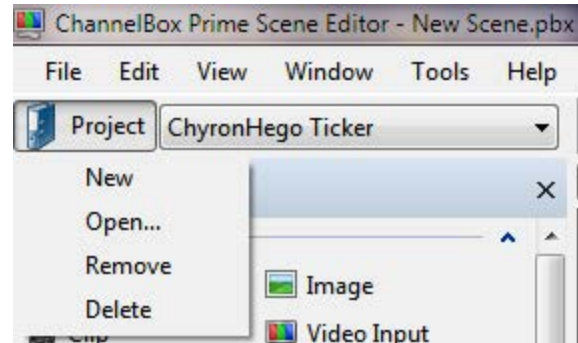 ChannelBox Prime Scene Editor - New Scene.pbx
File Edit View Window Tools Help
Project ChyronHego Ticker
New
Open...
Remove
Image
Delete
Clip
Video Input